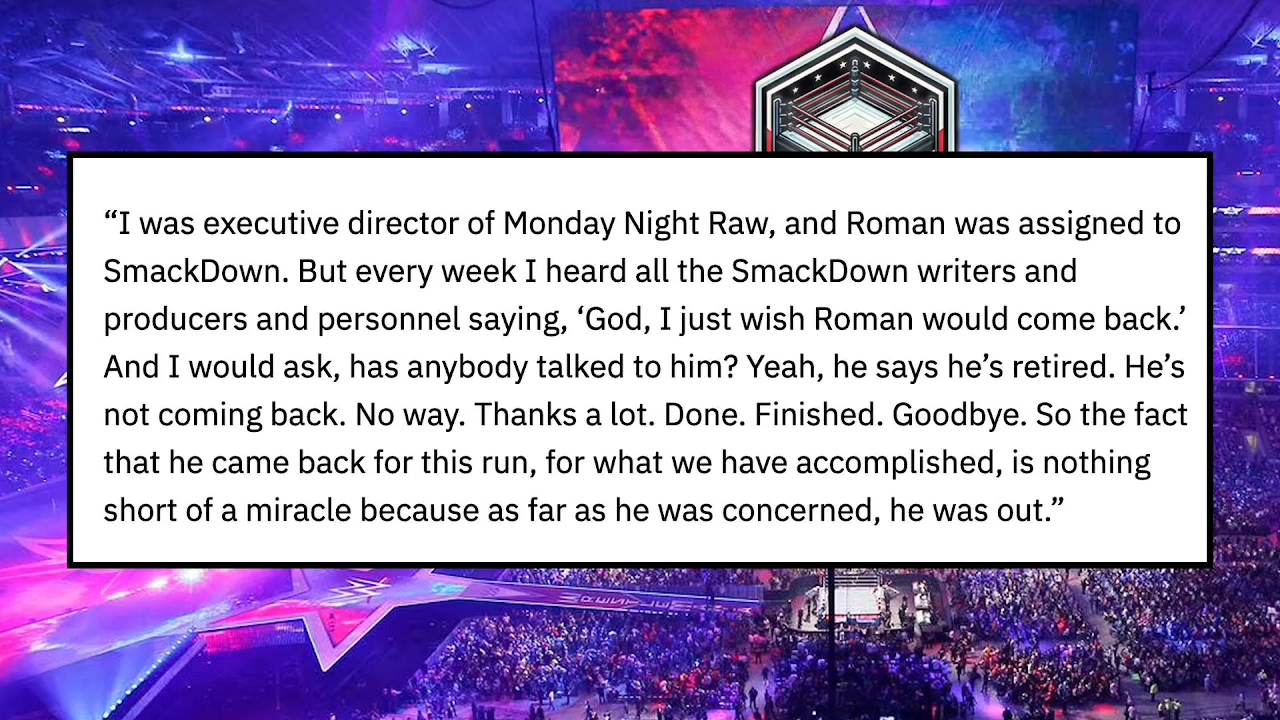 “I was executive director of Monday Night Raw, and Roman was assigned to
SmackDown. But every week I heard all the SmackDown writers and
producers and personnel saying, ‘God, I just wish Roman would come back.’
And I would ask, has anybody talked to him? Yeah, he says he’s retired. He’s
not coming back. No way. Thanks a lot. Done. Finished. Goodbye. So the fact
that he came back for this run, for what we have accomplished, is nothing
short of a miracle because as far as he was concerned, he was out.”